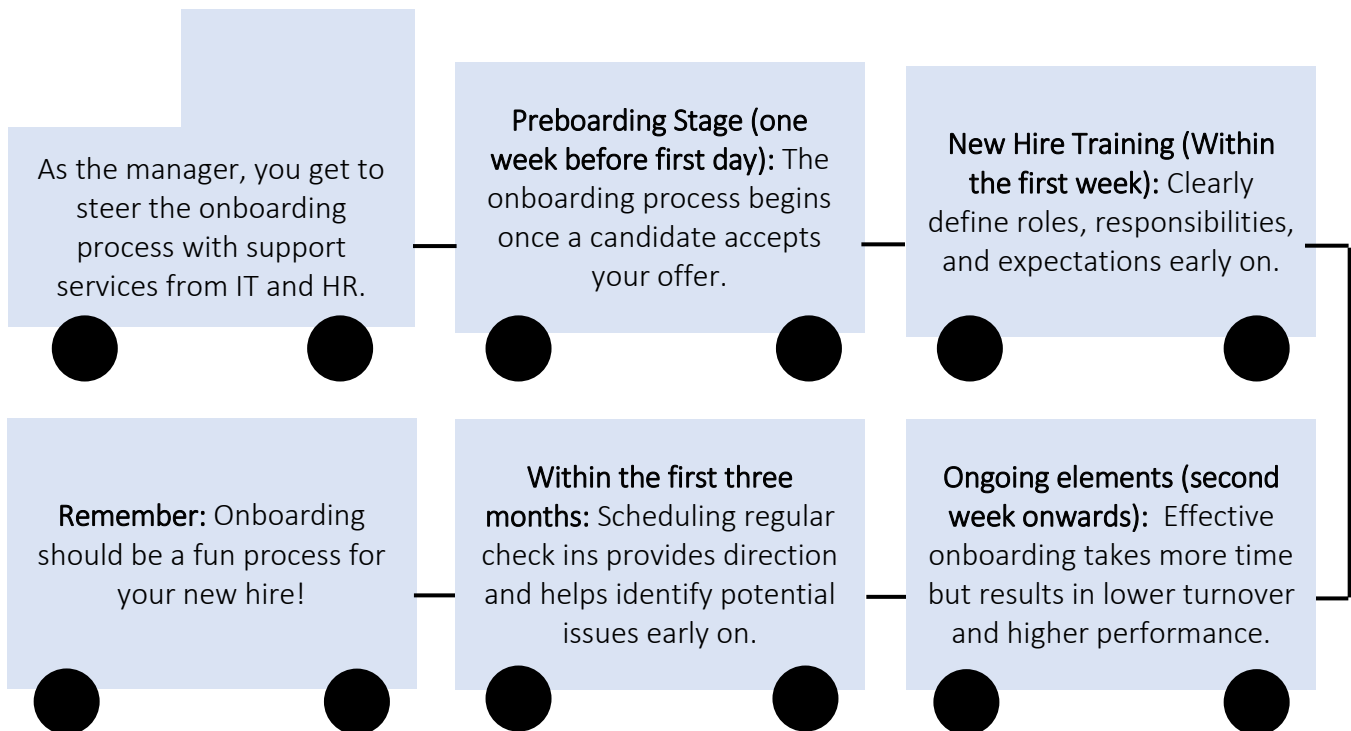 As the manager, you get to
steer the onboarding
process with support
services from IT and HR.
Preboarding Stage (one
week before first day): The
onboarding process begins
once a candidate accepts
your offer.
New Hire Training (Within
the first week): Clearly
define roles, responsibilities,
and expectations early on.
Ongoing elements (second
week onwards):  Effective
onboarding takes more time
but results in lower turnover
and higher performance.
Within the first three
months: Scheduling regular
check ins provides direction
and helps identify potential
issues early on.
Remember: Onboarding
should be a fun process for
your new hire!